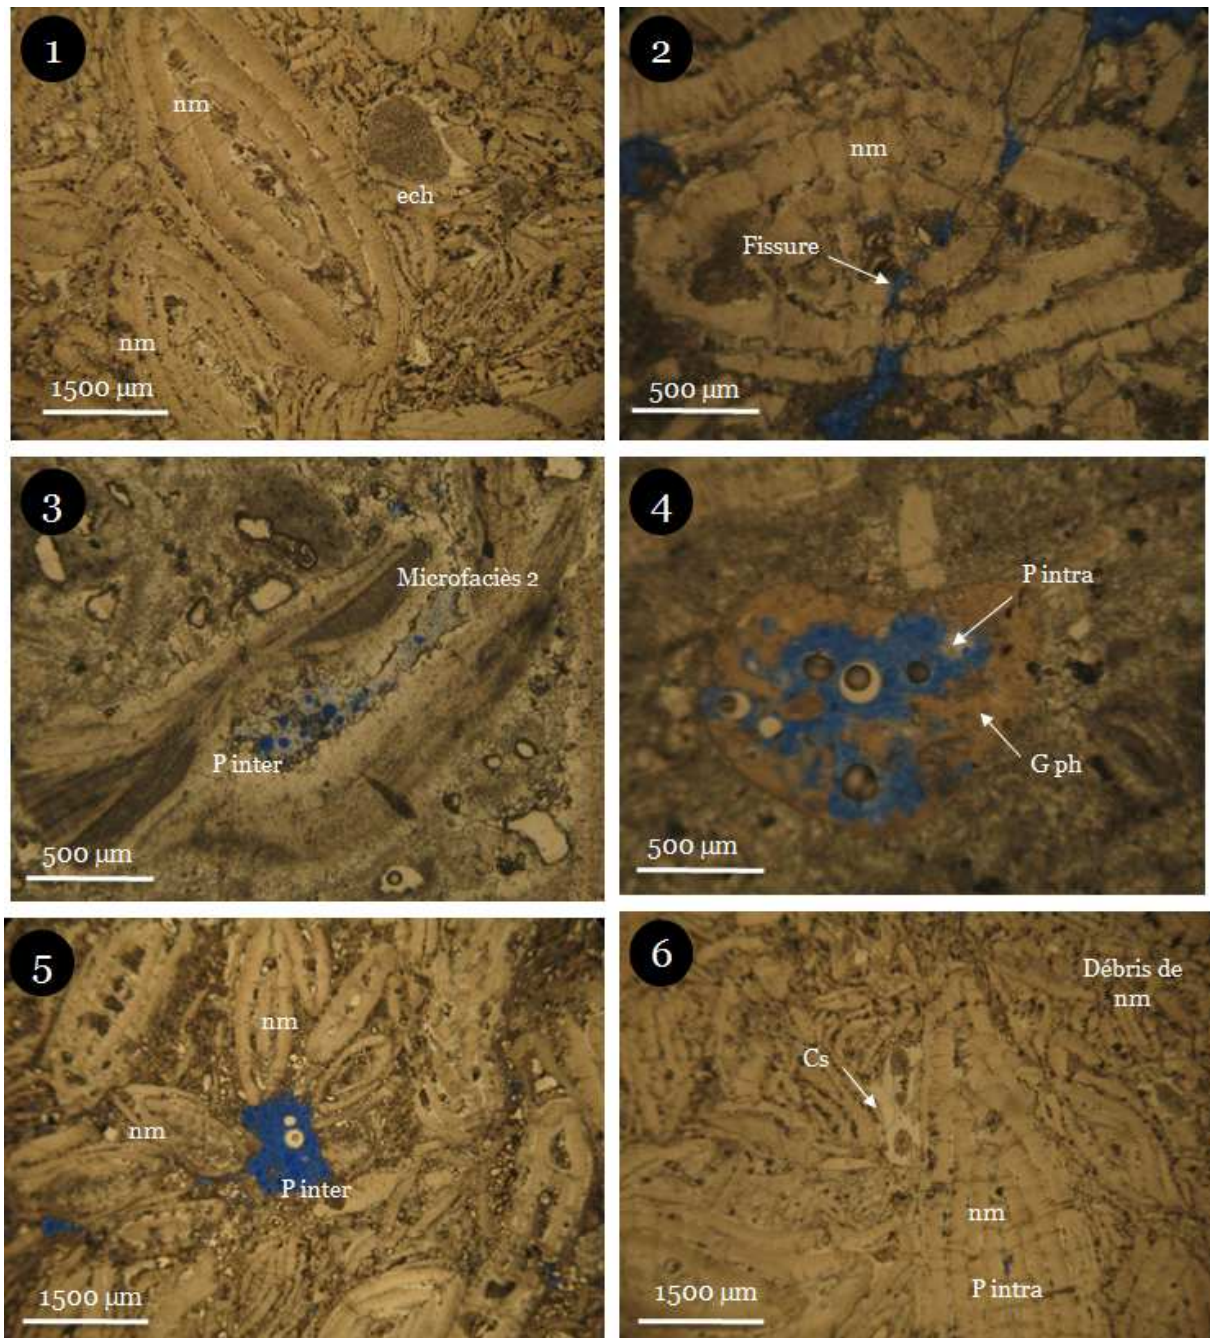 1
nm
ech
nm
1500 µm
2
nm
Fissure
500 µm
3
Microfaciès 2
P inter
500 µm
4
P intra
G ph
500 µm
5
nm
nm
P inter
1500 µm
6
Débris de
nm
Cs
nm
P intra
1500 µm